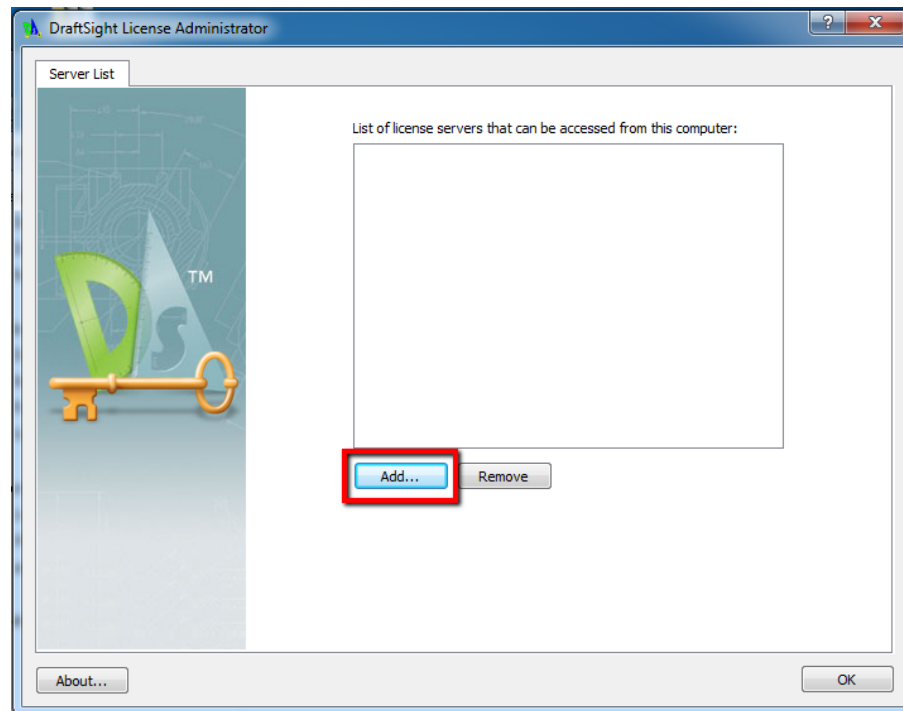 DraftSight License Administrator
?
X
Server List
List of license servers that can be accessed from this computer:
DS
TM
Add...
Remove
About...
OK